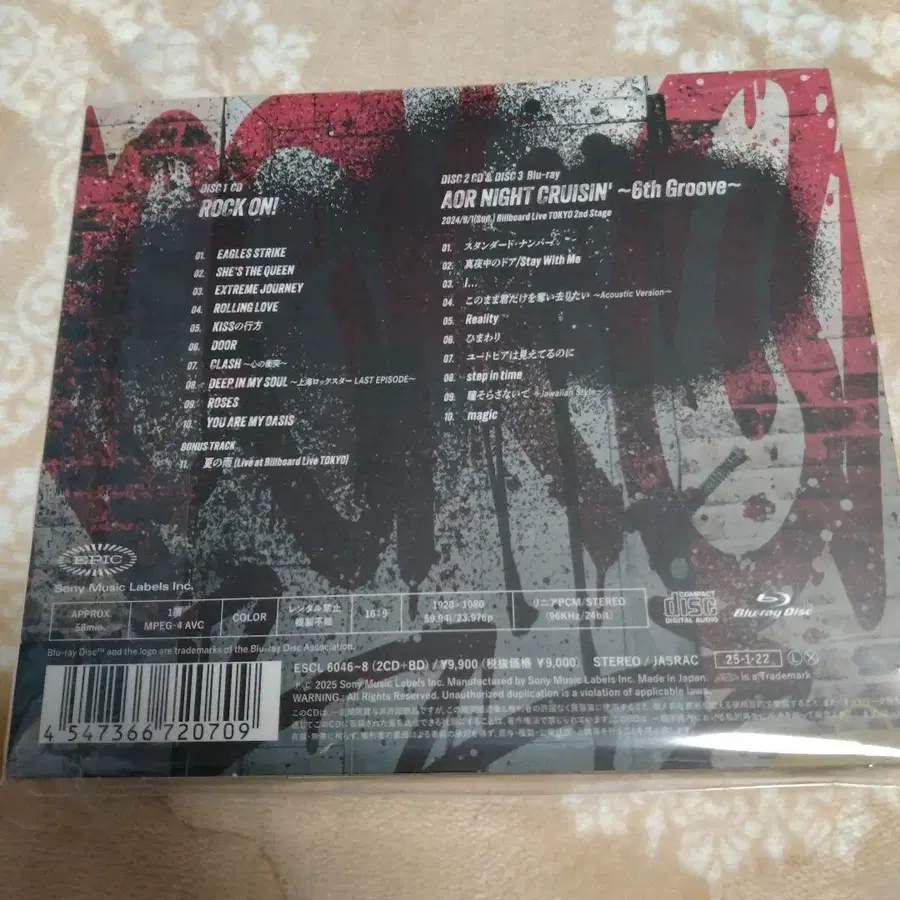 DISC 1 CD
ROCK ON!
01. EAGLES STRIKE
02. SHE'S THE QUEEN
03. EXTREME JOURNEY
04. ROLLING LOVE
05. KISSの行方
06. DOOR
07. CLASH ～心の衝突～
08. DEEP IN MY SOUL ～上海ロックスター LAST EPISODE～
09. ROSES
10. YOU ARE MY OASIS
BONUS TRACK
11. 夏の雨 (Live at Billboard Live TOKYO)
DISC 2 CD & DISC 3 Blu-ray
AOR NIGHT CRUISIN' ～6th Groove～
2024/9/1(Sun.) Billboard Live TOKYO 2nd Stage
01. スタンダード・ナンバー
02. 真夜中のドア/Stay With Me
03. I...
04. このまま君だけを奪い去りたい ～Acoustic Version～
05. Reality
06. ひまわり
07. ユートピアは見えてるのに
08. step in time
09. 瞳そらさないで ～Jawaiian Style～
10. magic
EPIC
Sony Music Labels Inc.
APPROX. 58min.
1層 MPEG-4 AVC
COLOR
レンタル禁止 複製不能
16:9
1920×1080 59.94i/23.976p
リニアPCM/STEREO (96KHz/24bit)
COMPACT disc DIGITAL AUDIO
Blu-ray Disc
Blu-ray Disc™ and the logo are trademarks of the Blu-ray Disc Association.
ESCL 6046~8 (2CD+BD) / ¥9,900 (税抜価格 ¥9,000) STEREO / JASRAC 25・1・22 L X
℗ © 2025 Sony Music Labels Inc. Manufactured by Sony Music Labels Inc. Made in Japan.
is a Trademark
WARNING: All Rights Reserved. Unauthorized duplication is a violation of applicable laws.
4 547366 720709